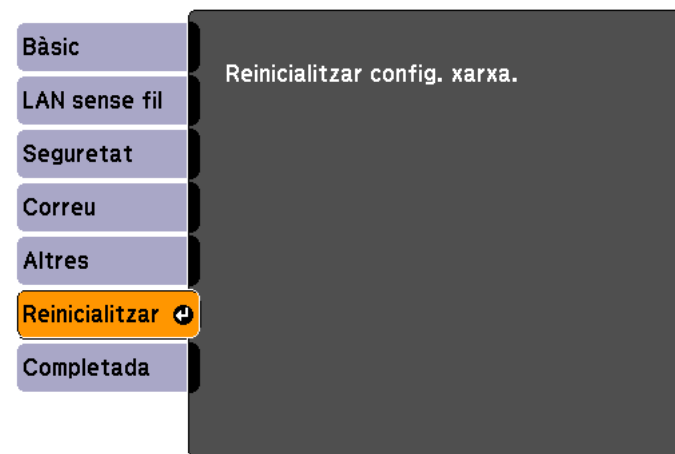 Bàsic
LAN sense fil
Seguretat
Correu
Altres
Reinicialitzar
Completada
Reinicialitzar config. xarxa.